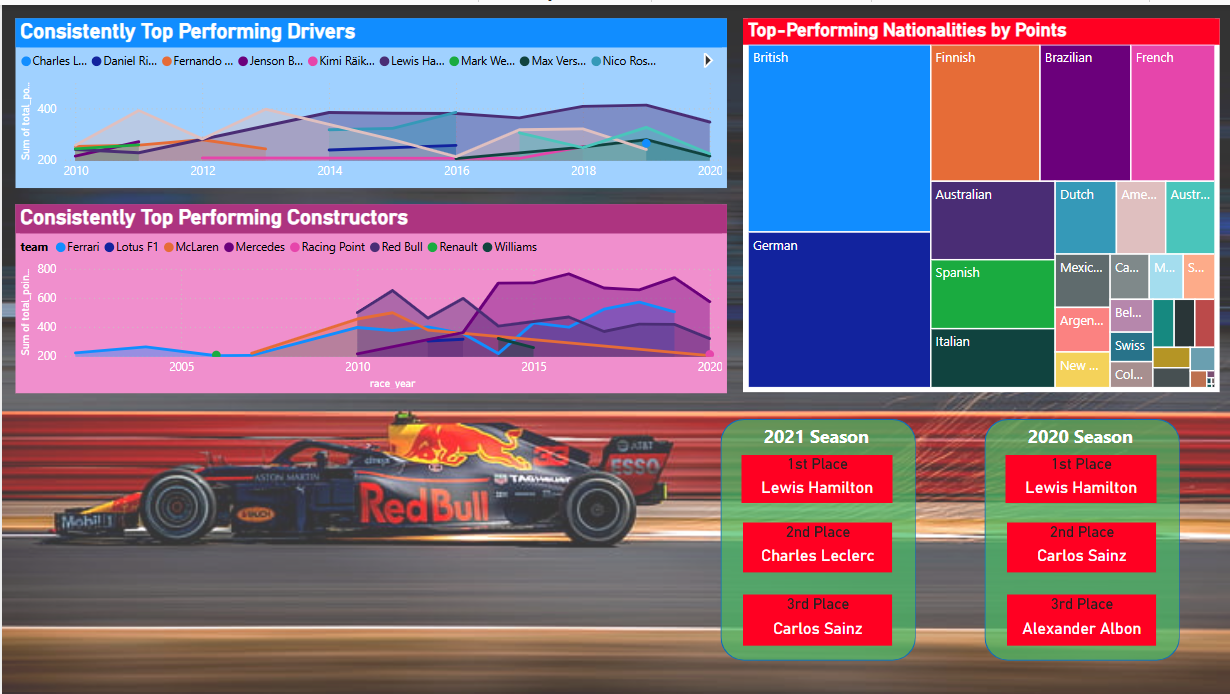 Consistently Top Performing Drivers
Charles L... Daniel Ri... Fernando ... Jenson B... Kimi Räik... Lewis Ha... Mark We... Max Vers... Nico Ros...
Sum of total_po...
400
200
2010 2012 2014 2016 2018 2020
Consistently Top Performing Constructors
team Ferrari Lotus F1 McLaren Mercedes Racing Point Red Bull Renault Williams
Sum of total_poin...
800
600
400
200
2005 2010 2015 2020
race_year
Top-Performing Nationalities by Points
British
Finnish
Brazilian
French
German
Australian
Spanish
Italian
Dutch
Ame...
Austr...
Mexic...
Ca...
M...
S...
Argen...
Bel...
Swiss
New ...
Col...
AT&T
citrix
ESSO
ASTON MARTIN
TAGHeuer
Red Bull
Mobil 1
2021 Season
1st Place
Lewis Hamilton
2nd Place
Charles Leclerc
3rd Place
Carlos Sainz
2020 Season
1st Place
Lewis Hamilton
2nd Place
Carlos Sainz
3rd Place
Alexander Albon